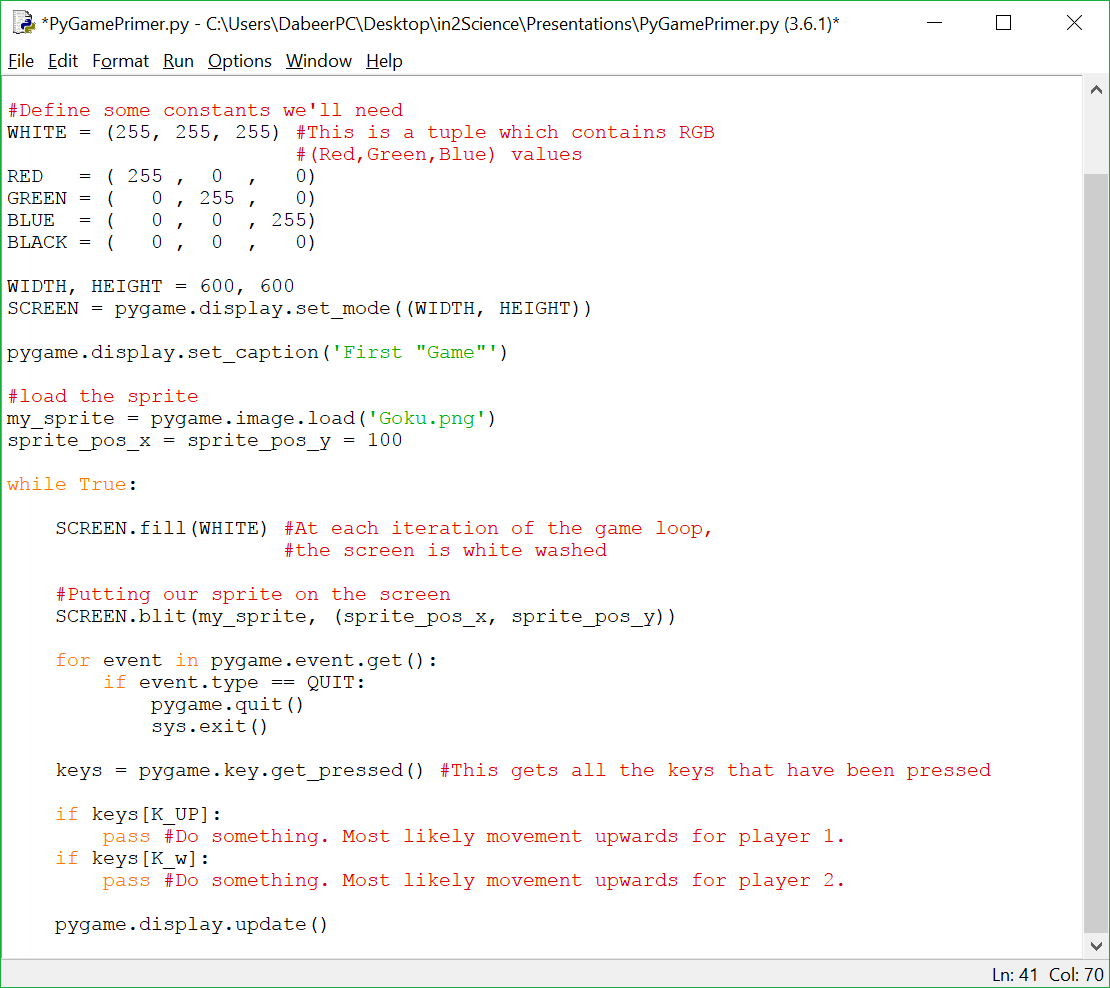 *PyGamePrimer.py - C:\Users\DabeerPC\Desktop\in2Science\Presentations\PyGamePrimer.py (3.6.1)*
File Edit Format Run Options Window Help
#Define some constants we'll need
WHITE = (255, 255, 255) #This is a tuple which contains RGB
                        #(Red,Green,Blue) values
RED   = ( 255 ,  0  ,   0)
GREEN = (   0 , 255 ,   0)
BLUE  = (   0 ,  0  , 255)
BLACK = (   0 ,  0  ,   0)
WIDTH, HEIGHT = 600, 600
SCREEN = pygame.display.set_mode((WIDTH, HEIGHT))
pygame.display.set_caption('First "Game"')
#load the sprite
my_sprite = pygame.image.load('Goku.png')
sprite_pos_x = sprite_pos_y = 100
while True:
    SCREEN.fill(WHITE) #At each iteration of the game loop,
                       #the screen is white washed
    #Putting our sprite on the screen
    SCREEN.blit(my_sprite, (sprite_pos_x, sprite_pos_y))
    for event in pygame.event.get():
        if event.type == QUIT:
            pygame.quit()
            sys.exit()
    keys = pygame.key.get_pressed() #This gets all the keys that have been pressed
    if keys[K_UP]:
        pass #Do something. Most likely movement upwards for player 1.
    if keys[K_w]:
        pass #Do something. Most likely movement upwards for player 2.
    pygame.display.update()
Ln: 41 Col: 70